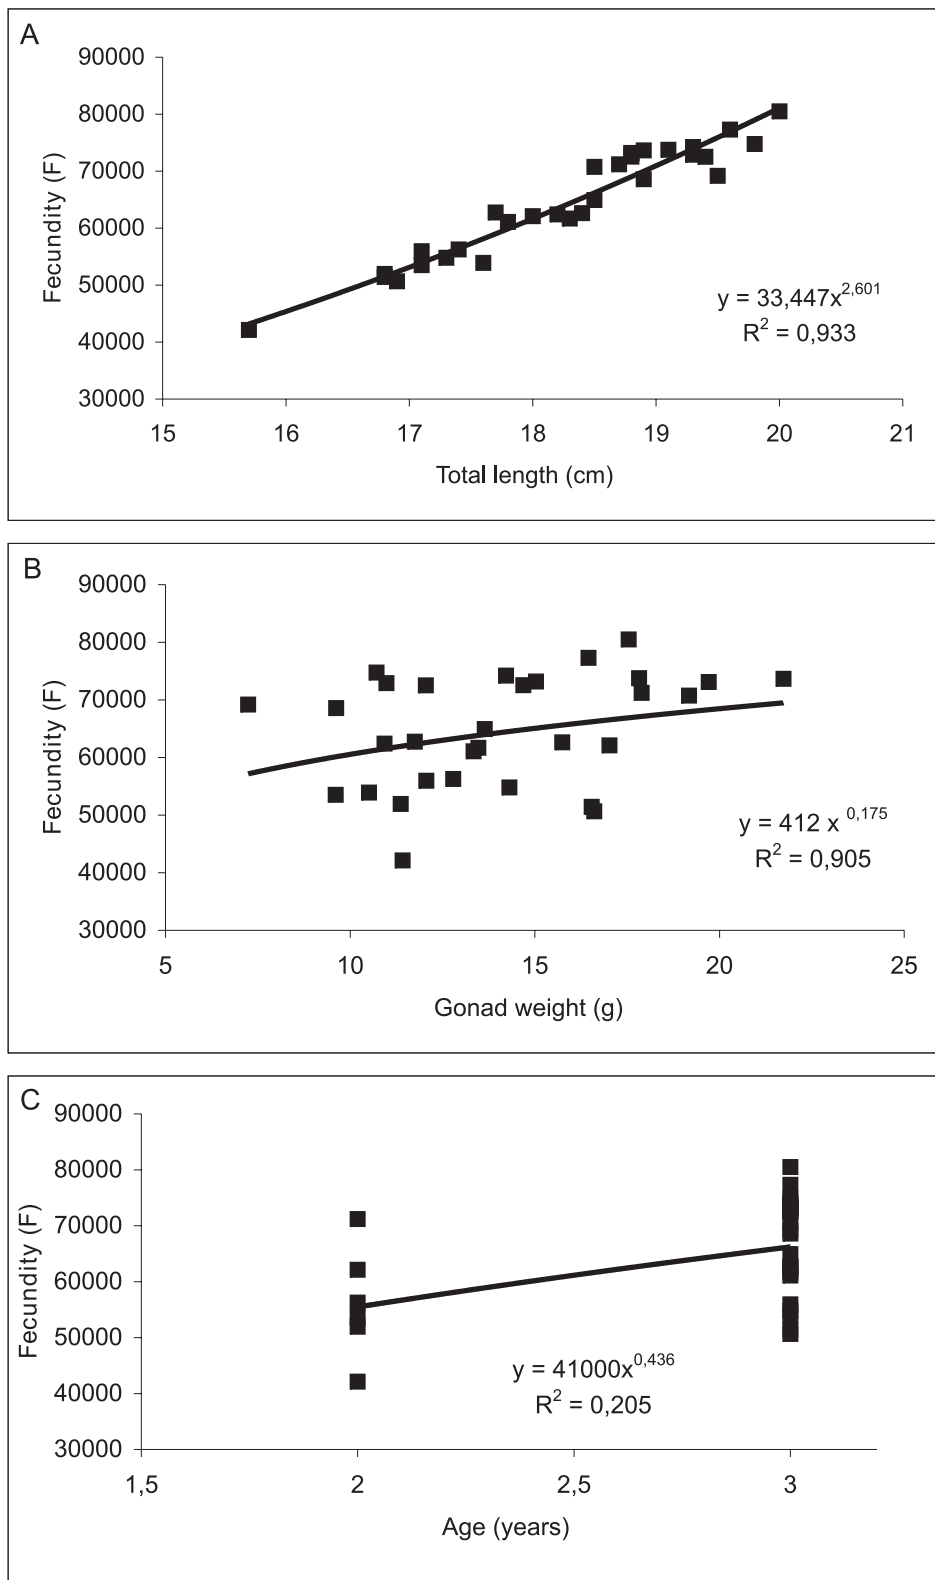 A
90000
80000
70000
60000
50000
40000
30000
Fecundity (F)
y = 33,447x^2,601
R^2 = 0,933
15 16 17 18 19 20 21
Total length (cm)
B
90000
80000
70000
60000
50000
40000
30000
Fecundity (F)
y = 412 x ^0,175
R^2 = 0,905
5 10 15 20 25
Gonad weight (g)
C
90000
80000
70000
60000
50000
40000
30000
Fecundity (F)
y = 41000x^0,436
R^2 = 0,205
1,5 2 2,5 3
Age (years)